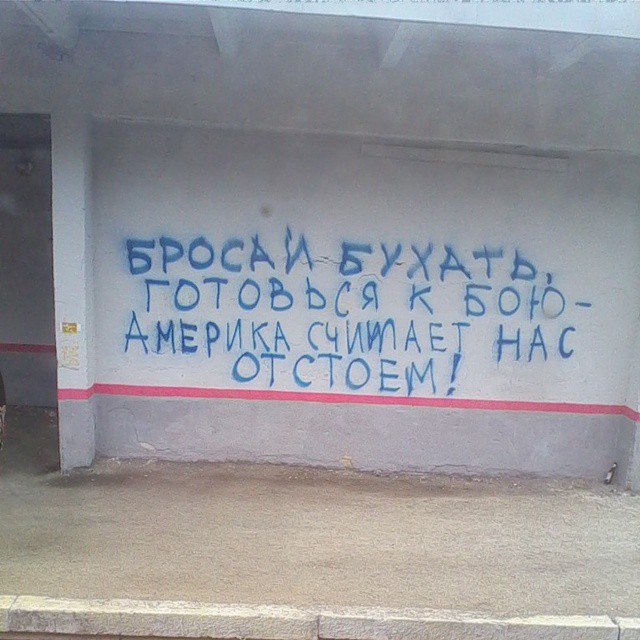 БРОСАЙ БУХАТЬ,
ГОТОВЬСЯ К БОЮ-
АМЕРИКА СЧИТАЕТ НАС
ОТСТОЕМ!